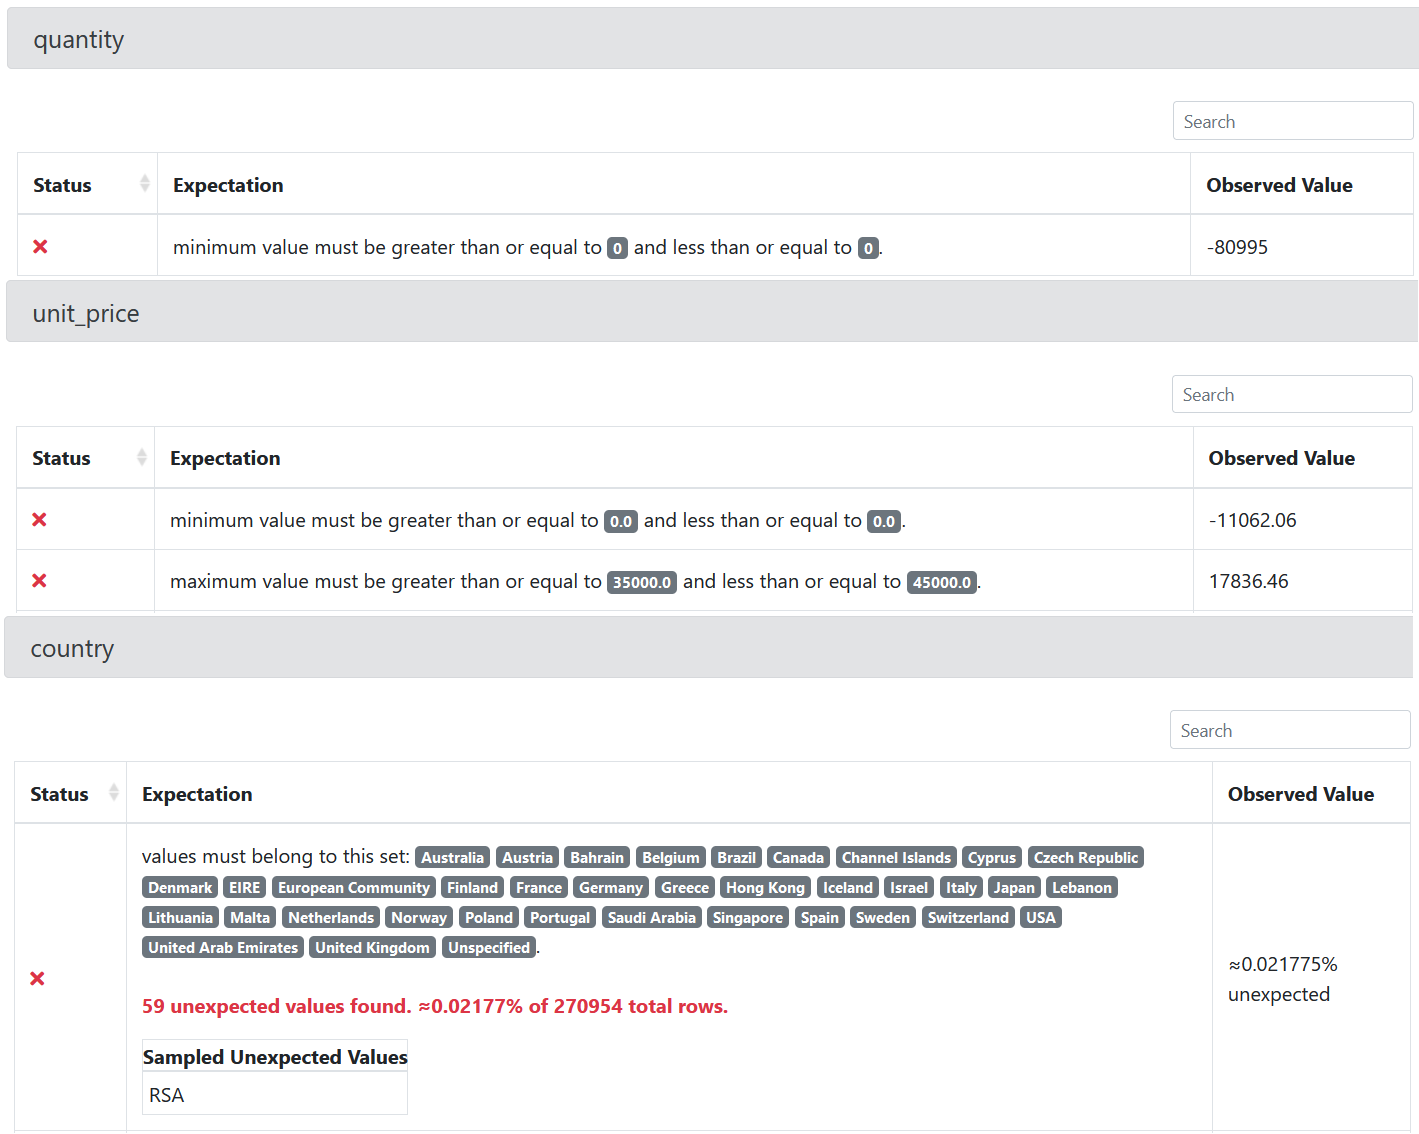 quantity
Search
Status Expectation Observed Value
minimum value must be greater than or equal to 0 and less than or equal to 0. -80995
unit_price
Search
Status Expectation Observed Value
minimum value must be greater than or equal to 0.0 and less than or equal to 0.0. -11062.06
maximum value must be greater than or equal to 35000.0 and less than or equal to 45000.0. 17836.46
country
Search
Status Expectation Observed Value
values must belong to this set: Australia Austria Bahrain Belgium Brazil Canada Channel Islands Cyprus Czech Republic
Denmark EIRE European Community Finland France Germany Greece Hong Kong Iceland Israel Italy Japan Lebanon
Lithuania Malta Netherlands Norway Poland Portugal Saudi Arabia Singapore Spain Sweden Switzerland USA
United Arab Emirates United Kingdom Unspecified.
≈0.021775%
unexpected
59 unexpected values found. ≈0.02177% of 270954 total rows.
Sampled Unexpected Values
RSA